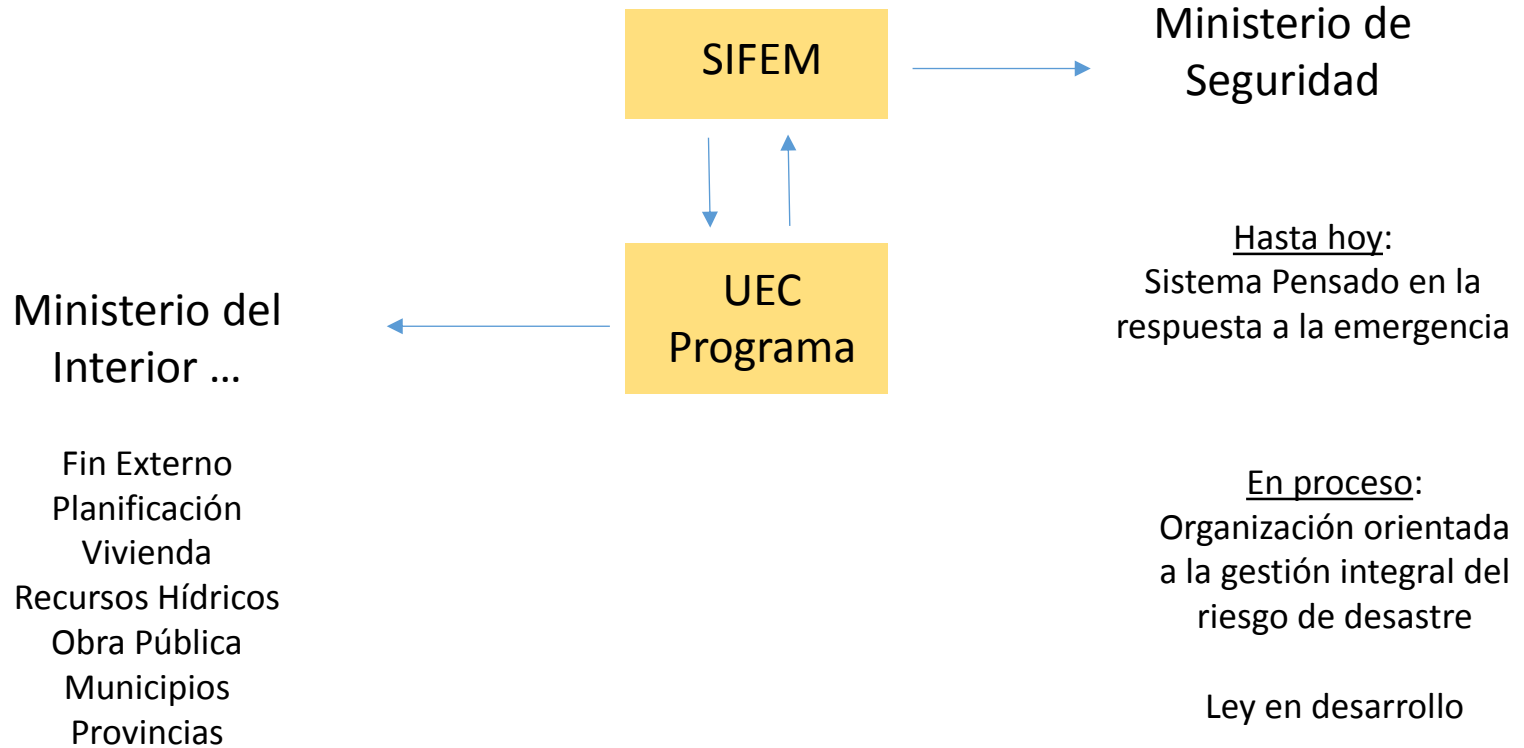 SIFEM
Ministerio de
Seguridad
UEC
Programa
Ministerio del
Interior …
Fin Externo
Planificación
Vivienda
Recursos Hídricos
Obra Pública
Municipios
Provincias
Hasta hoy:
Sistema Pensado en la
respuesta a la emergencia
En proceso:
Organización orientada
a la gestión integral del
riesgo de desastre
Ley en desarrollo